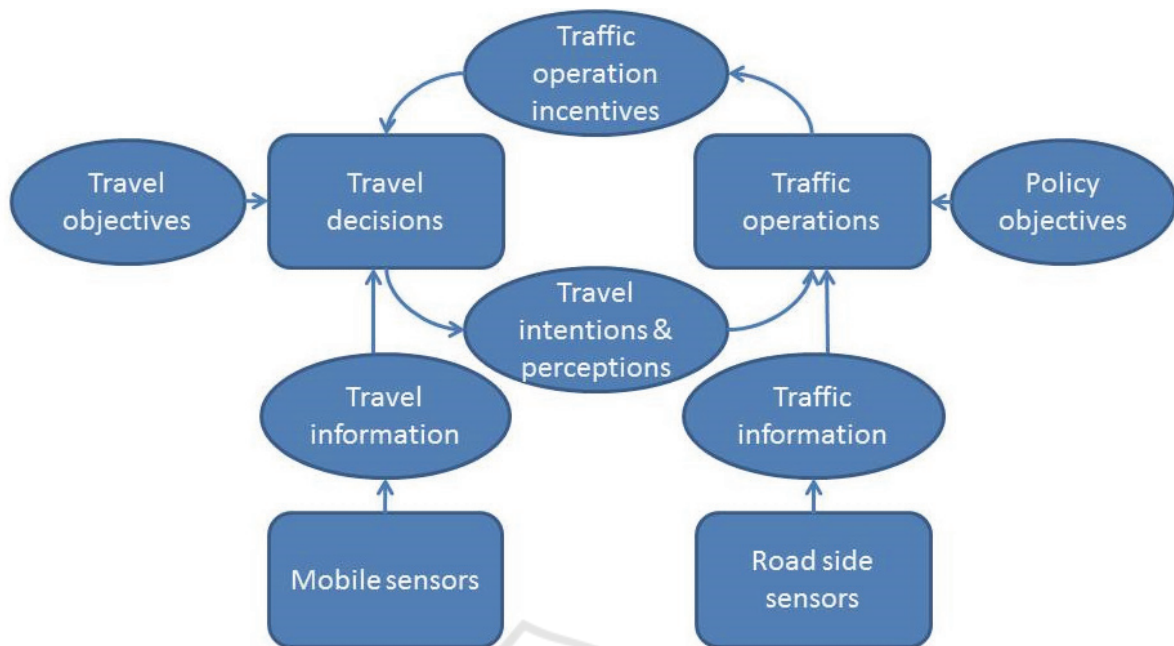 Traffic
operation
incentives
Travel
objectives
Travel
decisions
Traffic
operations
Policy
objectives
Travel
intentions &
perceptions
Travel
information
Traffic
information
Mobile sensors
Road side
sensors